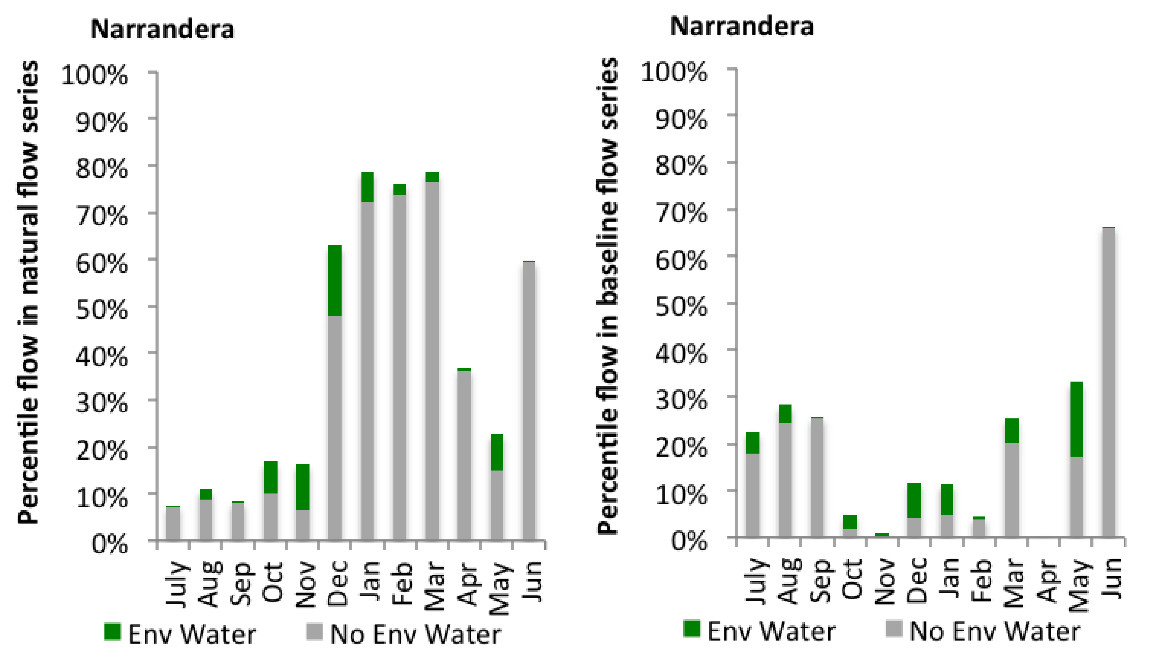 Narrandera
Percentile flow in natural flow series
100%
90%
80%
70%
60%
50%
40%
30%
20%
10%
0%
July
Aug
Sep
Oct
Nov
Dec
Jan
Feb
Mar
Apr
May
Jun
Env Water
No Env Water
Narrandera
Percentile flow in baseline flow series
100%
90%
80%
70%
60%
50%
40%
30%
20%
10%
0%
July
Aug
Sep
Oct
Nov
Dec
Jan
Feb
Mar
Apr
May
Jun
Env Water
No Env Water